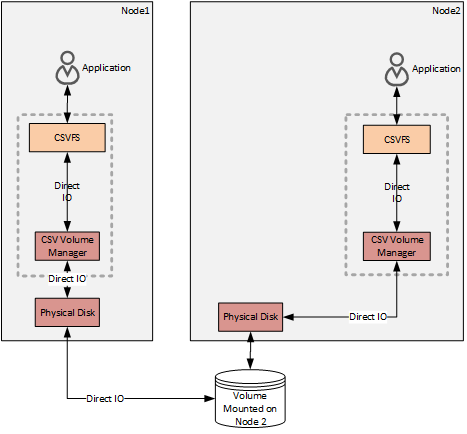 Node1
Application
CSVFS
Direct
IO
CSV Volume
Manager
Direct IO
Physical Disk
Direct IO
Node2
Application
CSVFS
Direct
IO
CSV Volume
Manager
Direct IO
Physical Disk
Volume
Mounted on
Node 2